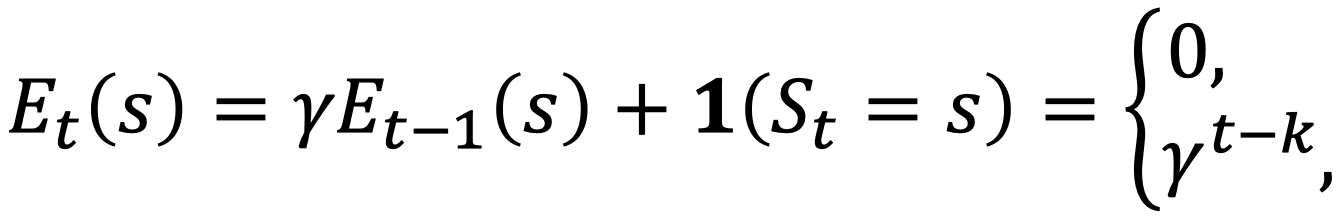 E_t(s) = γE_{t−1}(s) + 𝟏(S_t = s) = { 0,
γ^{t−k},